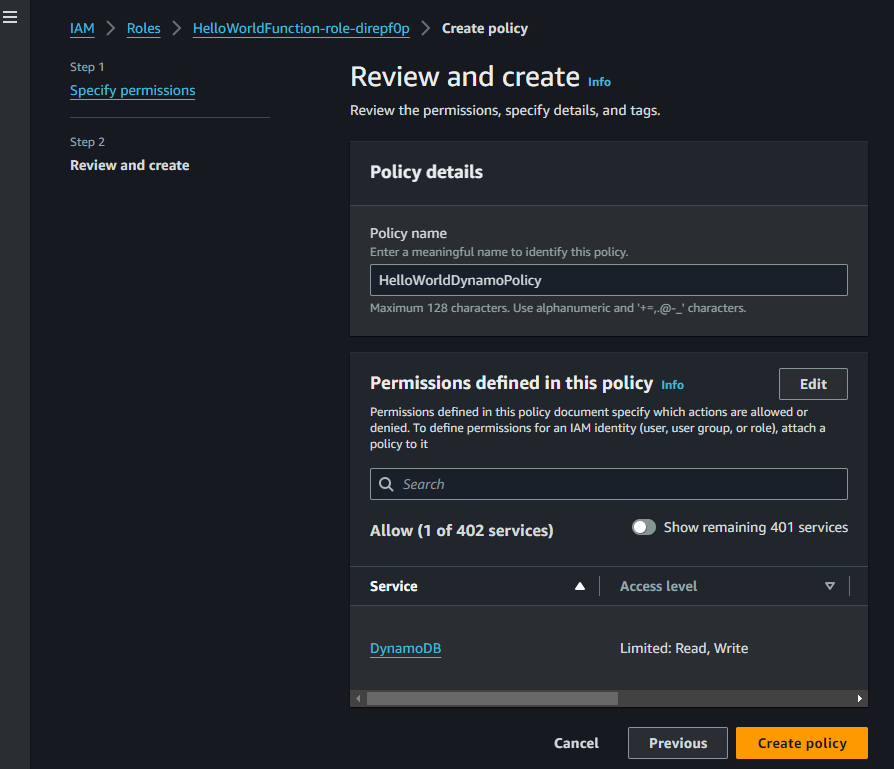 IAM > Roles > HelloWorldFunction-role-direpf0p > Create policy
Step 1
Specify permissions
Step 2
Review and create
Review and create Info
Review the permissions, specify details, and tags.
Policy details
Policy name
Enter a meaningful name to identify this policy.
HelloWorldDynamoPolicy
Maximum 128 characters. Use alphanumeric and '+=,.@-_' characters.
Permissions defined in this policy Info
Edit
Permissions defined in this policy document specify which actions are allowed or
denied. To define permissions for an IAM identity (user, user group, or role), attach a
policy to it
Search
Allow (1 of 402 services)
Show remaining 401 services
Service
Access level
DynamoDB
Limited: Read, Write
Cancel
Previous
Create policy